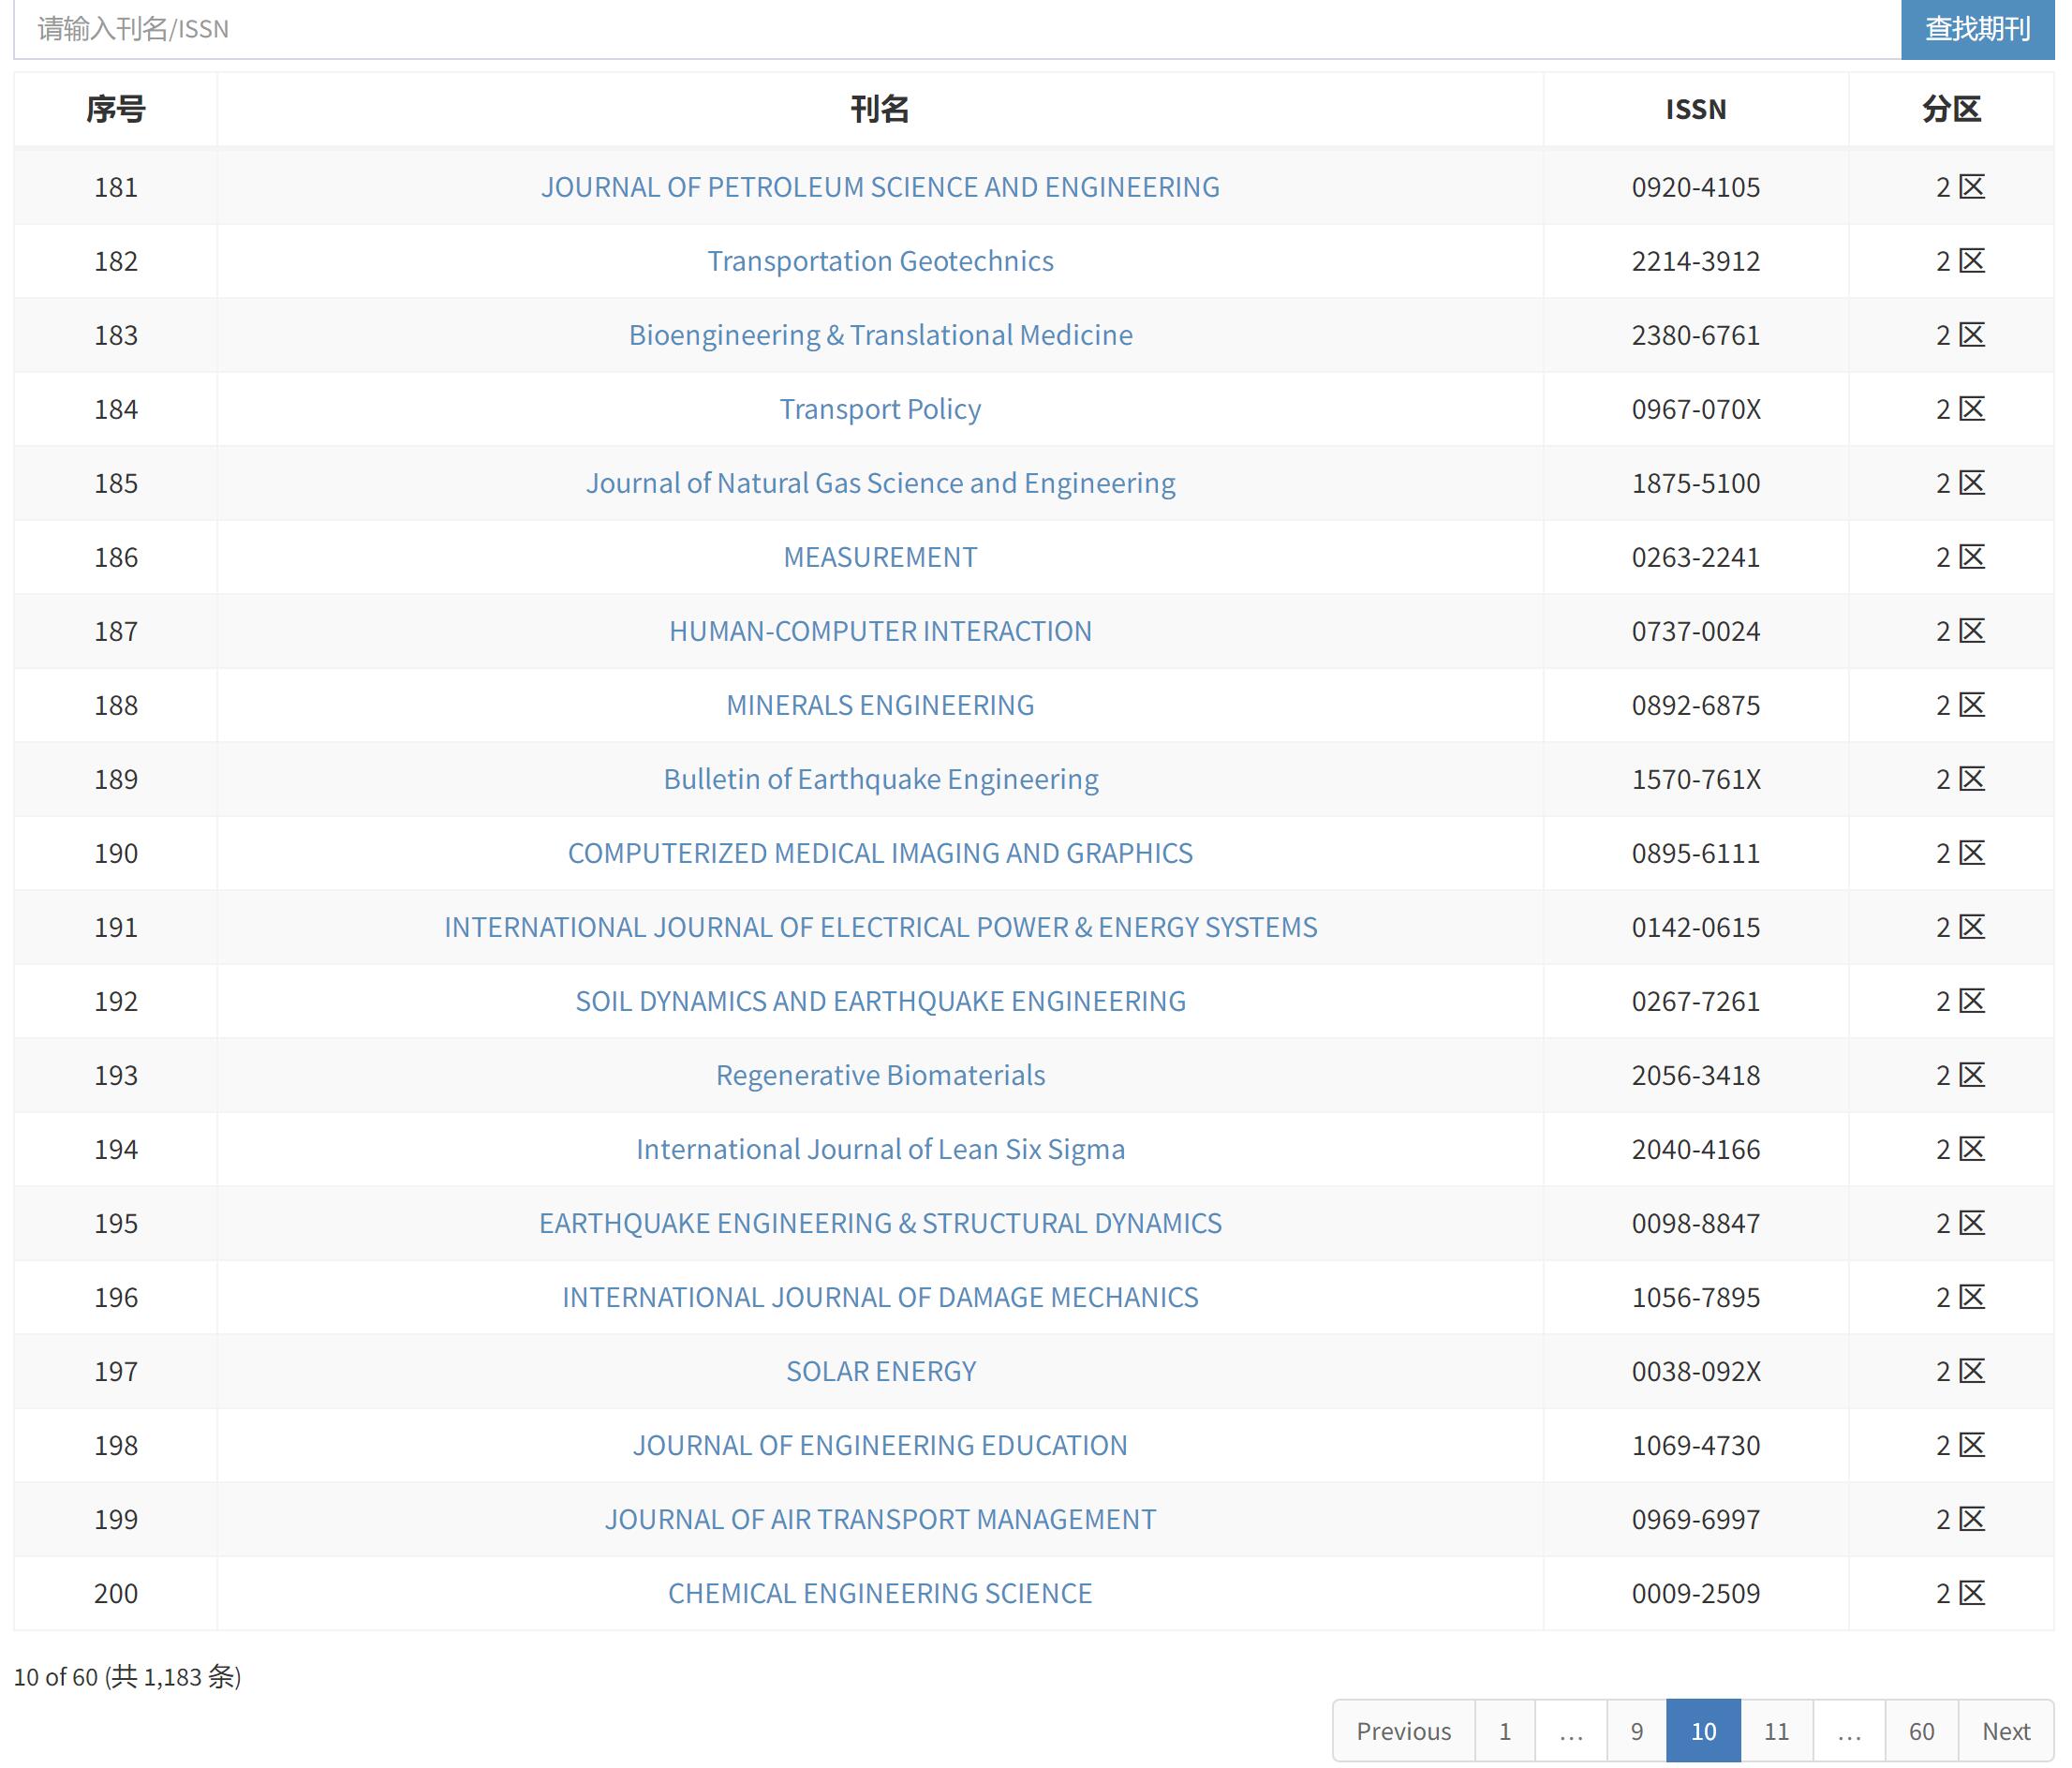 请输入刊名/ISSN 查找期刊
序号 刊名 ISSN 分区
181 JOURNAL OF PETROLEUM SCIENCE AND ENGINEERING 0920-4105 2 区
182 Transportation Geotechnics 2214-3912 2 区
183 Bioengineering & Translational Medicine 2380-6761 2 区
184 Transport Policy 0967-070X 2 区
185 Journal of Natural Gas Science and Engineering 1875-5100 2 区
186 MEASUREMENT 0263-2241 2 区
187 HUMAN-COMPUTER INTERACTION 0737-0024 2 区
188 MINERALS ENGINEERING 0892-6875 2 区
189 Bulletin of Earthquake Engineering 1570-761X 2 区
190 COMPUTERIZED MEDICAL IMAGING AND GRAPHICS 0895-6111 2 区
191 INTERNATIONAL JOURNAL OF ELECTRICAL POWER & ENERGY SYSTEMS 0142-0615 2 区
192 SOIL DYNAMICS AND EARTHQUAKE ENGINEERING 0267-7261 2 区
193 Regenerative Biomaterials 2056-3418 2 区
194 International Journal of Lean Six Sigma 2040-4166 2 区
195 EARTHQUAKE ENGINEERING & STRUCTURAL DYNAMICS 0098-8847 2 区
196 INTERNATIONAL JOURNAL OF DAMAGE MECHANICS 1056-7895 2 区
197 SOLAR ENERGY 0038-092X 2 区
198 JOURNAL OF ENGINEERING EDUCATION 1069-4730 2 区
199 JOURNAL OF AIR TRANSPORT MANAGEMENT 0969-6997 2 区
200 CHEMICAL ENGINEERING SCIENCE 0009-2509 2 区
10 of 60 (共 1,183 条)
Previous 1 … 9 10 11 … 60 Next